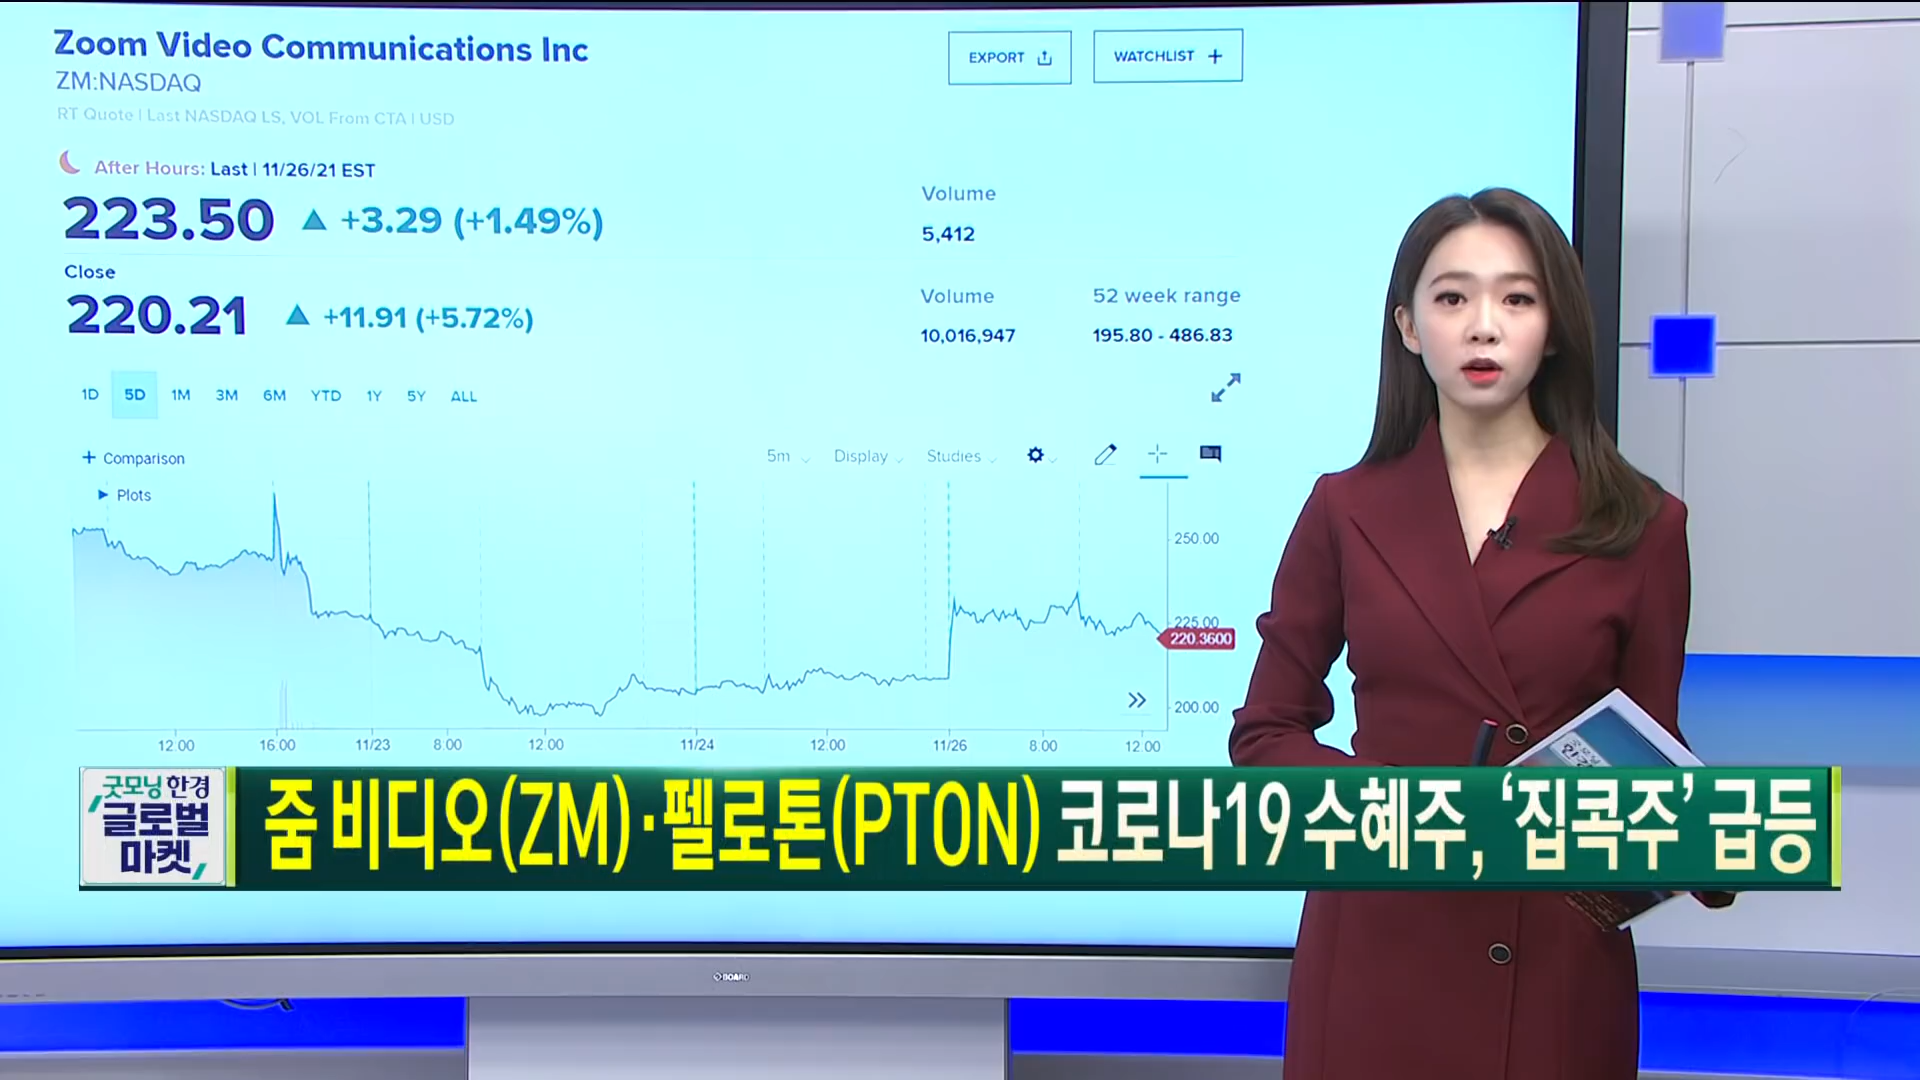 Zoom Video Communications Inc
ZM:NASDAQ
RT Quote | Last NASDAQ LS, VOL From CTA | USD
EXPORT
WATCHLIST +
After Hours: Last | 11/26/21 EST
223.50 ▲ +3.29 (+1.49%)
Close
220.21 ▲ +11.91 (+5.72%)
Volume
5,412
Volume
10,016,947
52 week range
195.80 - 486.83
1D 5D 1M 3M 6M YTD 1Y 5Y ALL
+ Comparison
5m Display Studies
▶ Plots
250.00
225.00
220.3600
200.00
12:00 16:00 11/23 8:00 12:00 11/24 12:00 11/26 8:00 12:00
굿모닝 한경
글로벌
마켓
줌 비디오(ZM)·펠로톤(PTON) 코로나19 수혜주, ‘집콕주’ 급등
BOARD